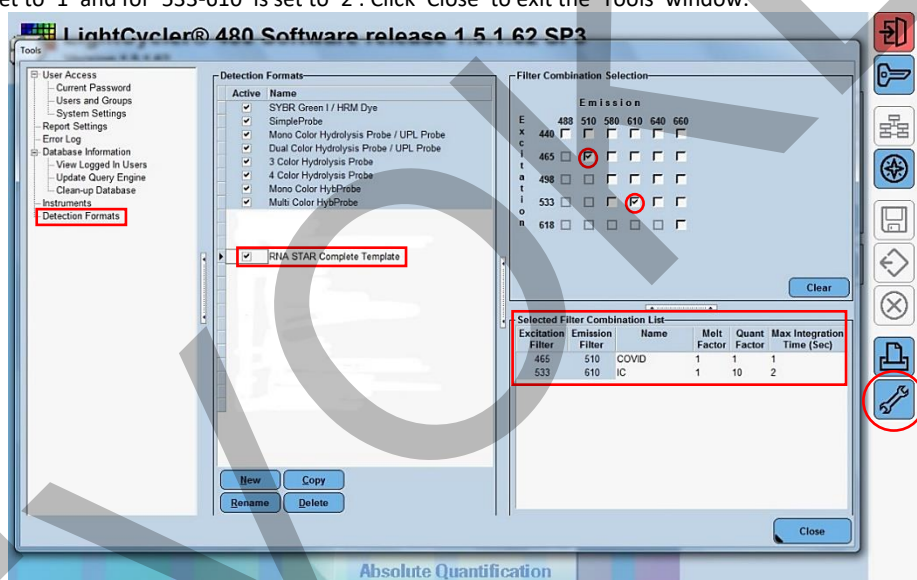 et to '1' and for '533-610' is set to '2'. Click 'Close' to exit the 'Tools' window.
LightCycler® 480 Software release 1.5.1.62 SP3
Tools
User Access
Current Password
Users and Groups
System Settings
Report Settings
Error Log
Database Information
View Logged In Users
Update Query Engine
Clean-up Database
Instruments
Detection Formats
Detection Formats
Active Name
SYBR Green I / HRM Dye
SimpleProbe
Mono Color Hydrolysis Probe / UPL Probe
Dual Color Hydrolysis Probe / UPL Probe
3 Color Hydrolysis Probe
4 Color Hydrolysis Probe
Mono Color HybProbe
Multi Color HybProbe
RNA STAR Complete Template
New Copy
Rename Delete
Filter Combination Selection
Emission
488 510 580 610 640 660
Excitation
440
465
498
533
618
Clear
Selected Filter Combination List
Excitation Filter Emission Filter Name Melt Factor Quant Factor Max Integration Time (Sec)
465 510 COVID 1 1 1
533 610 IC 1 10 2
Close
Absolute Quantification